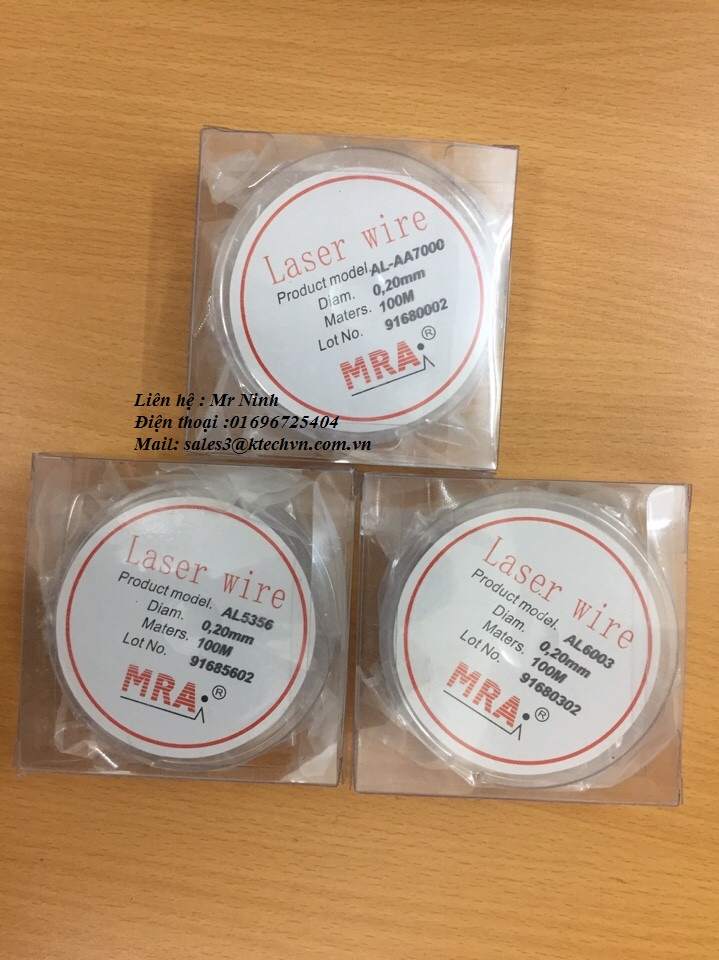 Laser wire
Product model. AL-AA7000
Diam. 0,20mm
Maters. 100M
Lot No. 91680002
MRA ®
Liên hệ : Mr Ninh
Điện thoại :01696725404
Mail: sales3@ktechvn.com.vn
Laser wire
Product model. AL5356
Diam. 0,20mm
Maters. 100M
Lot No. 91685602
MRA ®
Laser wire
Product model. AL6003
Diam. 0,20mm
Maters. 100M
Lot No. 91680302
MRA ®